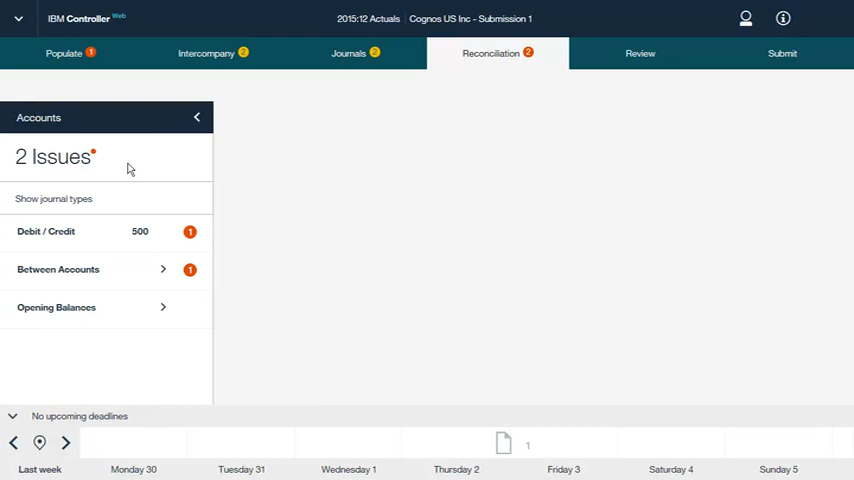 IBM Controller Web 2015:12 Actuals Cognos US Inc - Submission 1
Populate 1 Intercompany 2 Journals 2 Reconciliation 2 Review Submit
Accounts
2 Issues
Show journal types
Debit / Credit 500 1
Between Accounts 1
Opening Balances
No upcoming deadlines
1
Last week Monday 30 Tuesday 31 Wednesday 1 Thursday 2 Friday 3 Saturday 4 Sunday 5